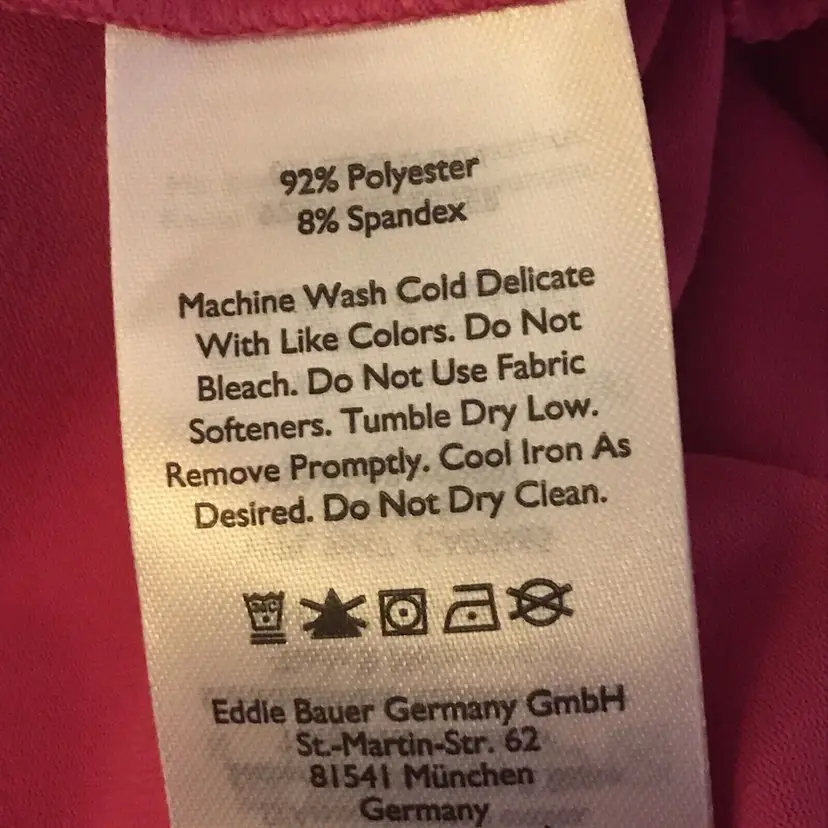 92% Polyester
8% Spandex
Machine Wash Cold Delicate
With Like Colors. Do Not
Bleach. Do Not Use Fabric
Softeners. Tumble Dry Low.
Remove Promptly. Cool Iron As
Desired. Do Not Dry Clean.
Eddie Bauer Germany GmbH
St.-Martin-Str. 62
81541 München
Germany